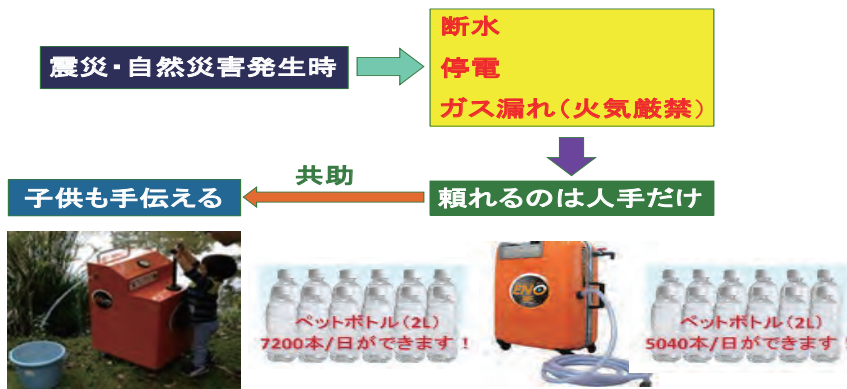 震災・自然災害発生時
断水
停電
ガス漏れ(火気厳禁)
共助
子供も手伝える
頼れるのは人手だけ
ペットボトル(2L)
7200本/日ができます!
ペットボトル(2L)
5040本/日ができます!